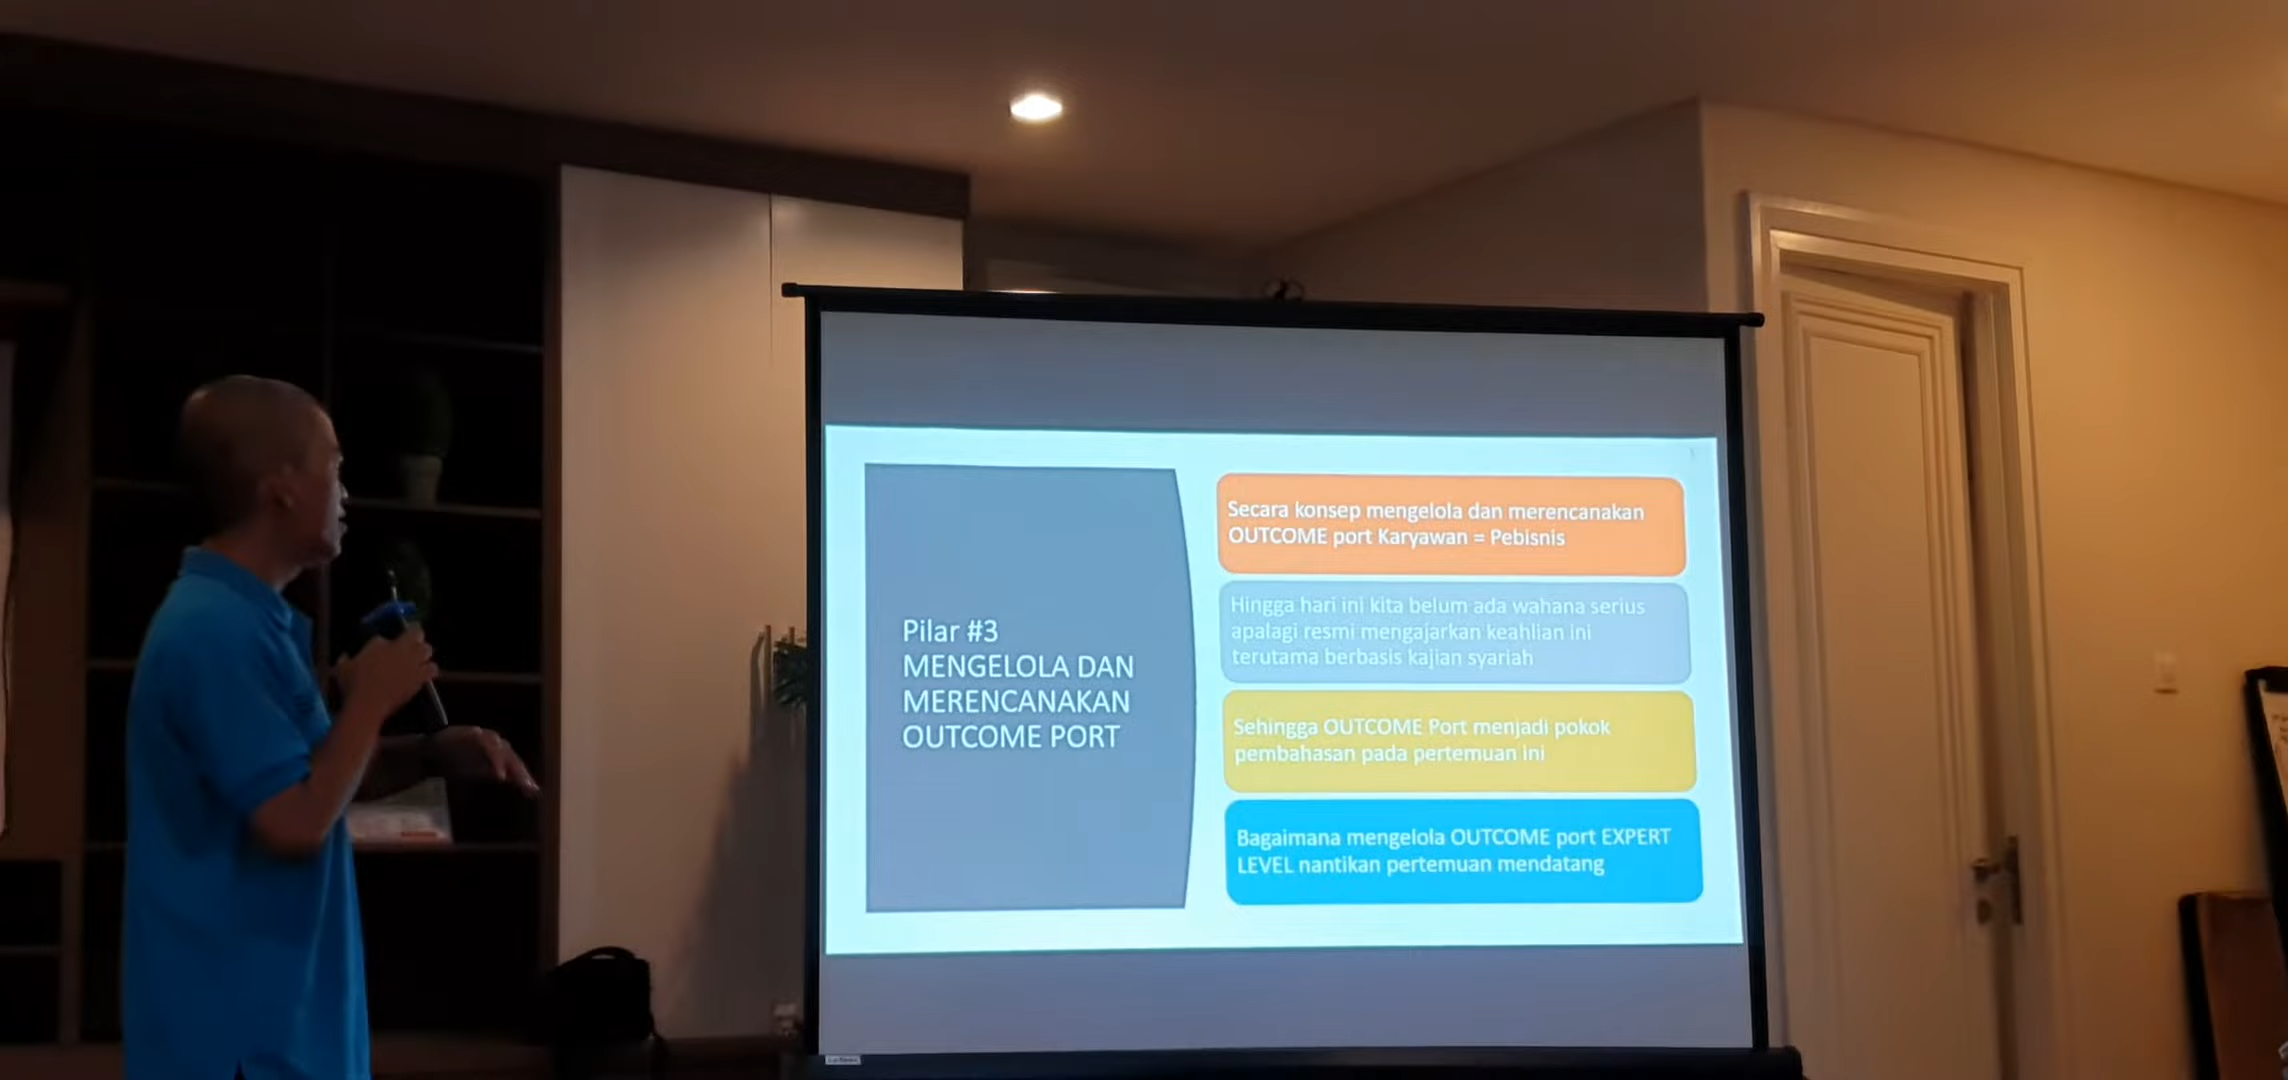 Pilar #3
MENGELOLA DAN
MERENCANAKAN
OUTCOME PORT
Secara konsep mengelola dan merencanakan
OUTCOME port Karyawan = Pebisnis
Hingga hari ini kita belum ada wahana serius
apalagi resmi mengajarkan keahlian ini
terutama berbasis kajian syariah
Sehingga OUTCOME Port menjadi pokok
pembahasan pada pertemuan ini
Bagaimana mengelola OUTCOME port EXPERT
LEVEL nantikan pertemuan mendatang